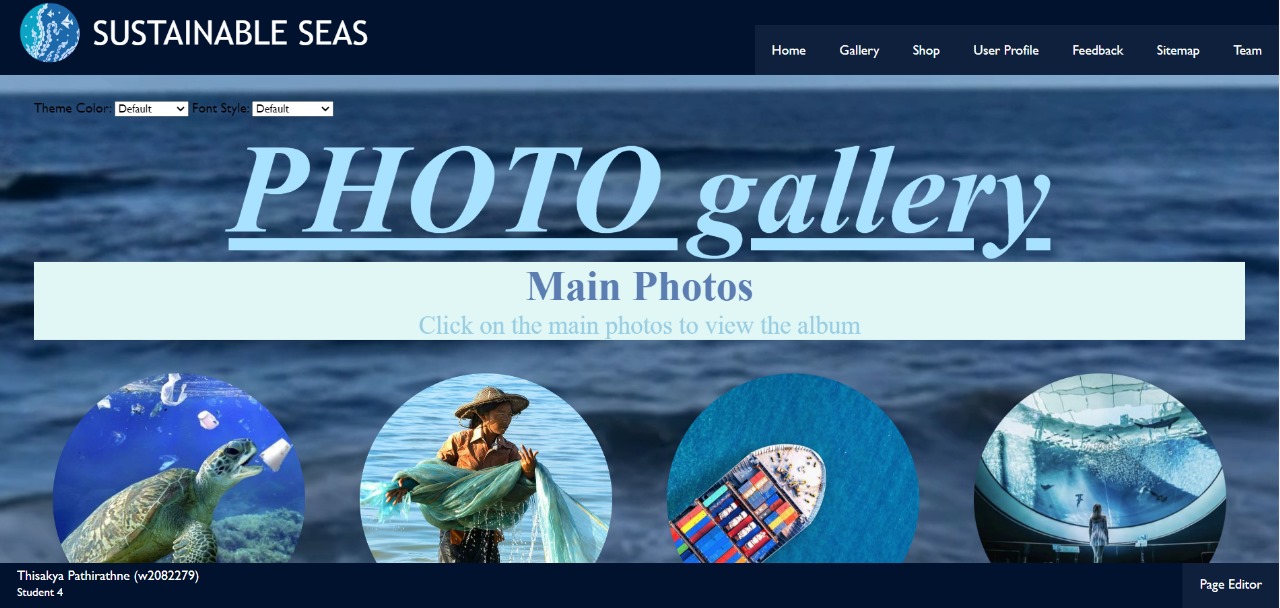 SUSTAINABLE SEAS
Home Gallery Shop User Profile Feedback Sitemap Team
Theme Color: Default Font Style: Default
PHOTO gallery
Main Photos
Click on the main photos to view the album
Thisakya Pathirathne (w2082279)
Student 4
Page Editor